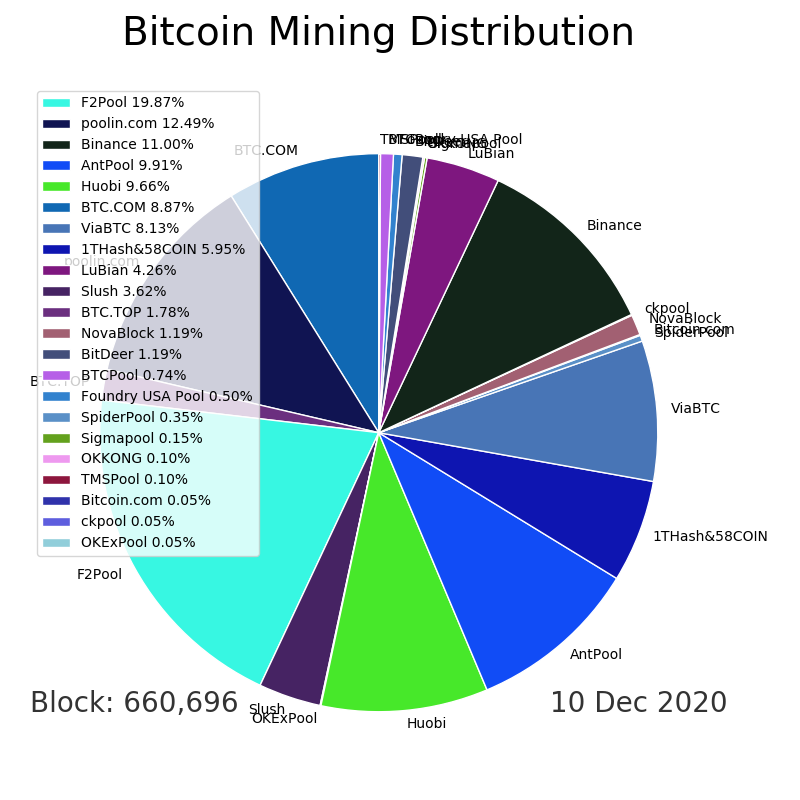 Bitcoin Mining Distribution
F2Pool 19.87%
poolin.com 12.49%
Binance 11.00%
AntPool 9.91%
Huobi 9.66%
BTC.COM 8.87%
ViaBTC 8.13%
1THash&58COIN 5.95%
LuBian 4.26%
Slush 3.62%
BTC.TOP 1.78%
NovaBlock 1.19%
BitDeer 1.19%
BTCPool 0.74%
Foundry USA Pool 0.50%
SpiderPool 0.35%
Sigmapool 0.15%
OKKONG 0.10%
TMSPool 0.10%
Bitcoin.com 0.05%
ckpool 0.05%
OKExPool 0.05%
BTC.COM
poolin.com
BTC.TOP
F2Pool
Slush
OKExPool
Huobi
AntPool
1THash&58COIN
ViaBTC
SpiderPool
Bitcoin.com
NovaBlock
ckpool
Binance
LuBian
USA Pool
Block: 660,696
10 Dec 2020